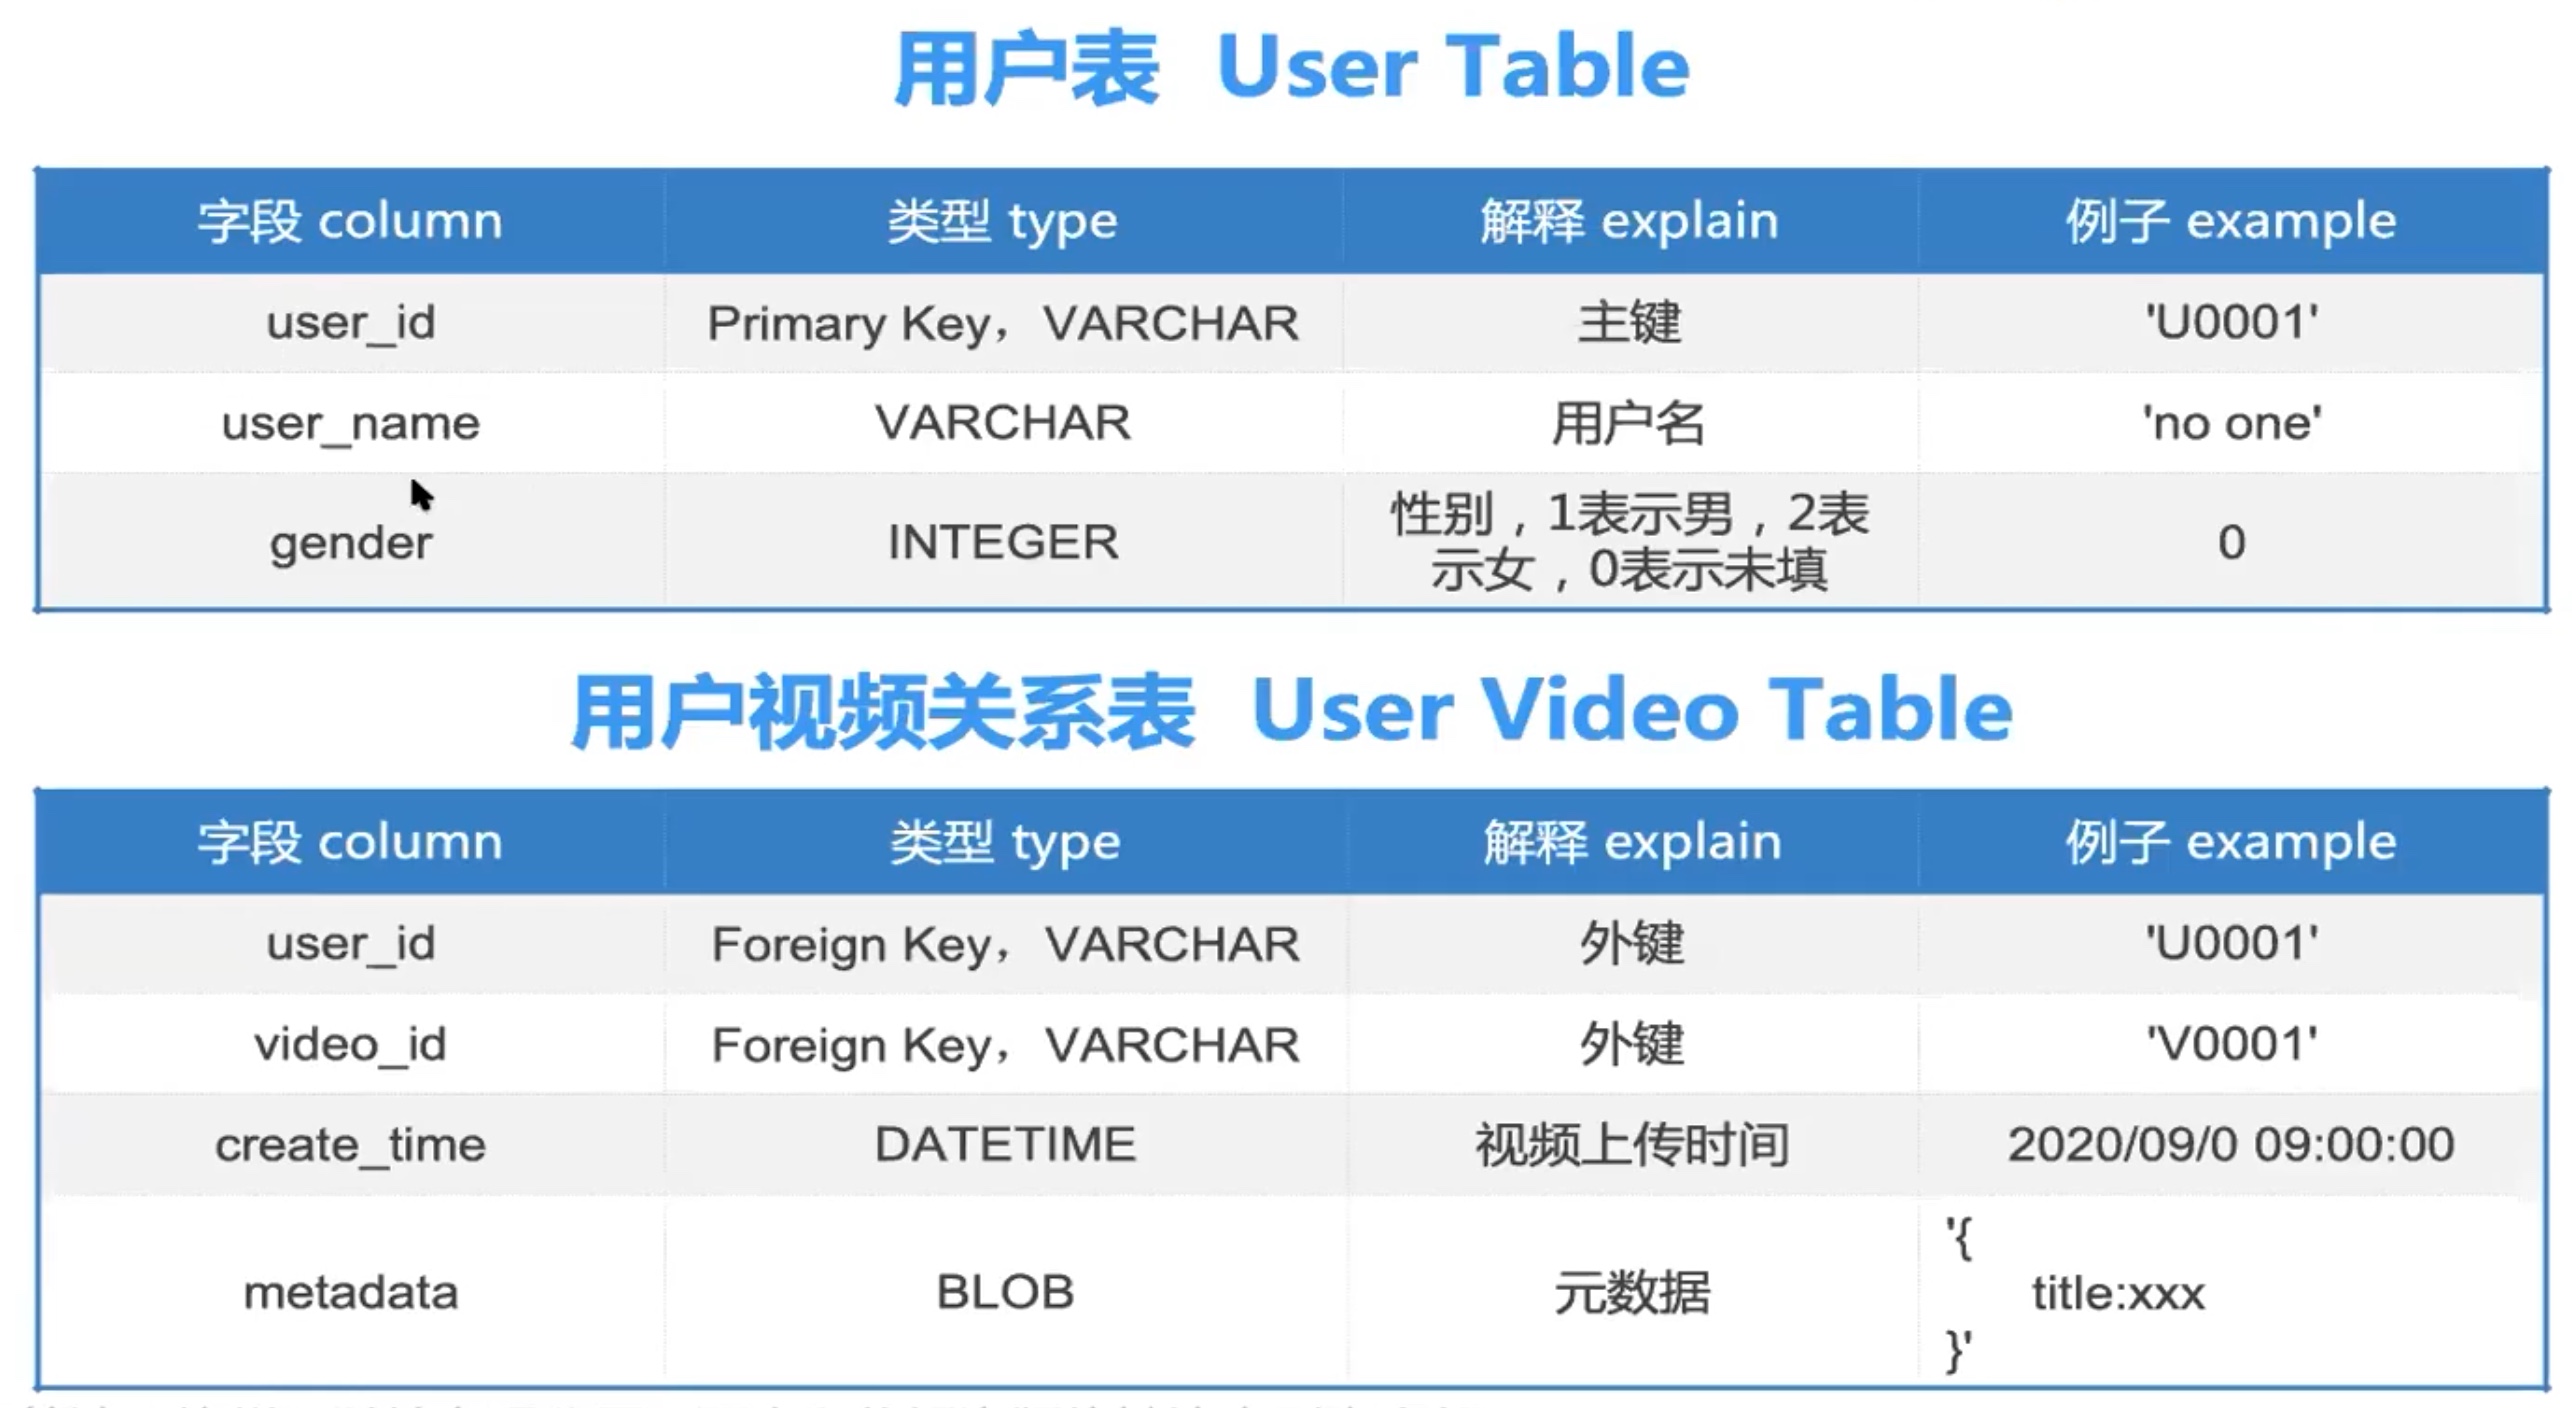 用户表 User Table
字段 column 类型 type 解释 explain 例子 example
user_id Primary Key，VARCHAR 主键 'U0001'
user_name VARCHAR 用户名 'no one'
gender INTEGER 性别，1表示男，2表 0
示女，0表示未填
用户视频关系表 User Video Table
字段 column 类型 type 解释 explain 例子 example
user_id Foreign Key，VARCHAR 外键 'U0001'
video_id Foreign Key，VARCHAR 外键 'V0001'
create_time DATETIME 视频上传时间 2020/09/0 09:00:00
metadata BLOB 元数据 '{
title:xxx
}'